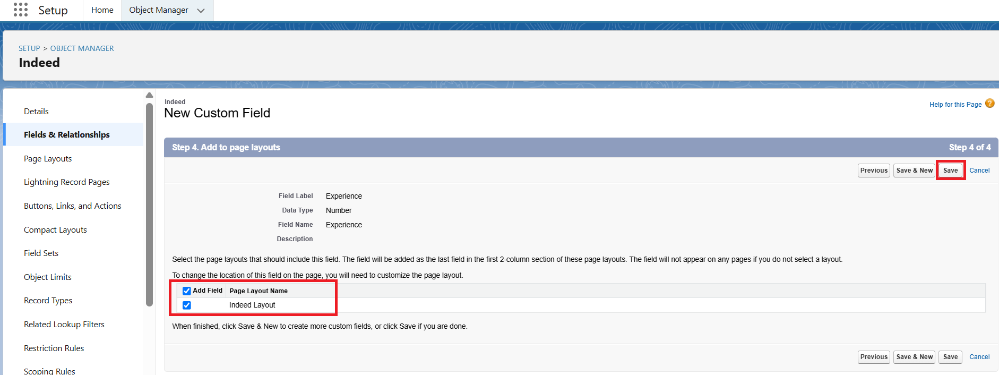 Setup
Home
Object Manager
SETUP > OBJECT MANAGER
Indeed
Details
Fields & Relationships
Page Layouts
Lightning Record Pages
Buttons, Links, and Actions
Compact Layouts
Field Sets
Object Limits
Record Types
Related Lookup Filters
Restriction Rules
Scoping Rules
Indeed
New Custom Field
Help for this Page ?
Step 4. Add to page layouts Step 4 of 4
Previous Save & New Save Cancel
Field Label Experience
Data Type Number
Field Name Experience
Description
Select the page layouts that should include this field. The field will be added as the last field in the first 2-column section of these page layouts. The field will not appear on any pages if you do not select a layout.
To change the location of this field on the page, you will need to customize the page layout.
Add Field Page Layout Name
Indeed Layout
When finished, click Save & New to create more custom fields, or click Save if you are done.
Previous Save & New Save Cancel